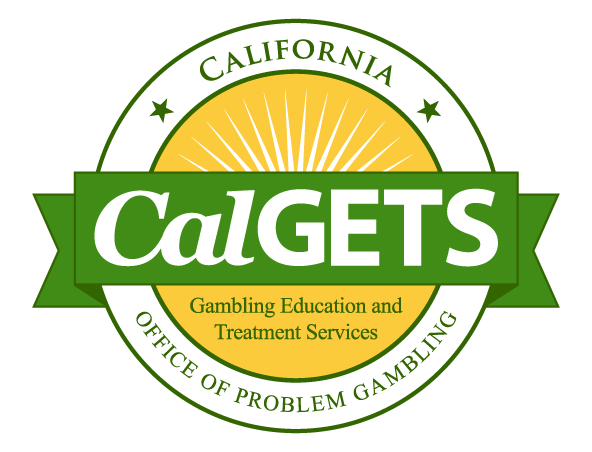 CALIFORNIA
CalGETS
Gambling Education and
Treatment Services
OFFICE OF PROBLEM GAMBLING